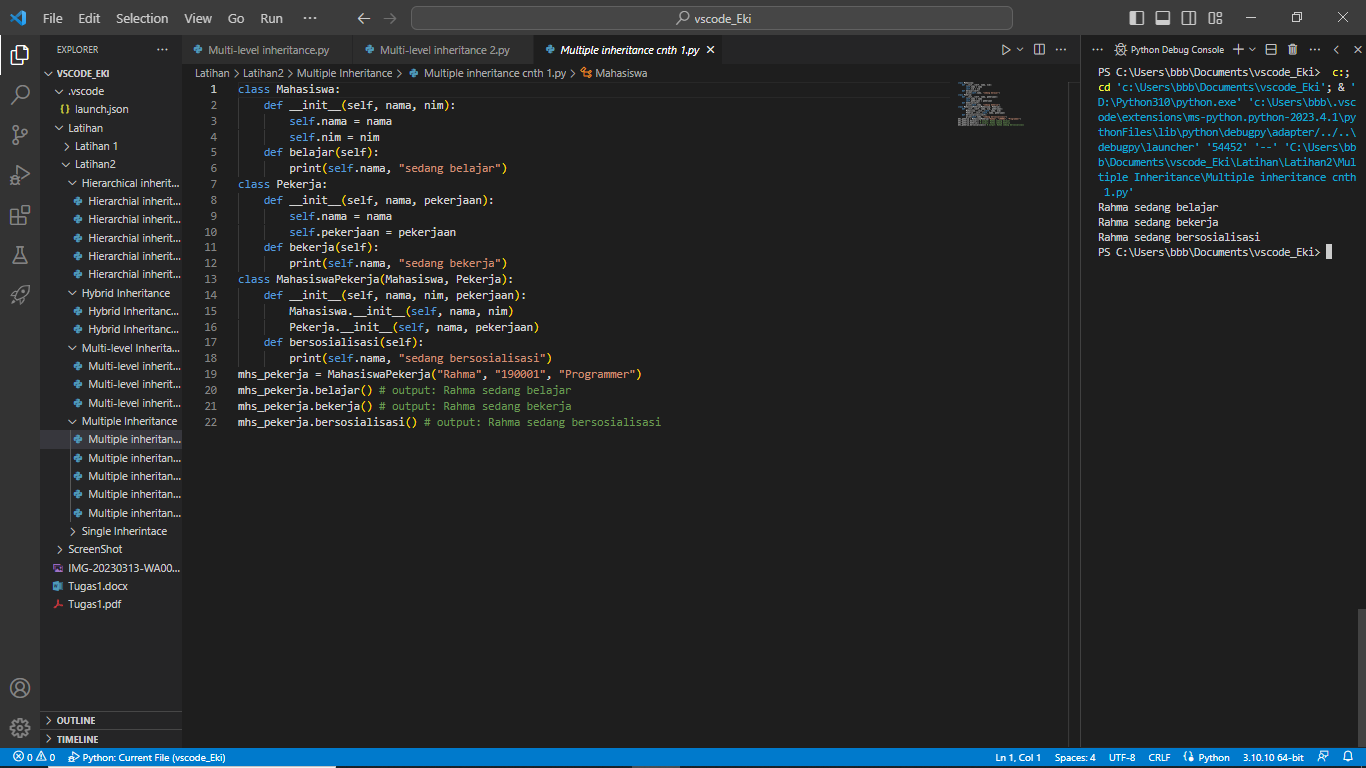 File Edit Selection View Go Run ···
vscode_Eki
EXPLORER ···
VSCODE_EKI
.vscode
launch.json
Latihan
Latihan 1
Latihan2
Hierarchical inherit...
Hierarchial inherit...
Hierarchial inherit...
Hierarchial inherit...
Hierarchial inherit...
Hierarchial inherit...
Hybrid Inheritance
Hybrid Inheritanc...
Hybrid Inheritanc...
Multi-level Inherita...
Multi-level inherit...
Multi-level inherit...
Multi-level inherit...
Multiple Inheritance
Multiple inheritan...
Multiple inheritan...
Multiple inheritan...
Multiple inheritan...
Multiple inheritan...
Single Inherintace
ScreenShot
IMG-20230313-WA00...
Tugas1.docx
Tugas1.pdf
OUTLINE
TIMELINE
Multi-level inheritance.py Multi-level inheritance 2.py Multiple inheritance cnth 1.py
Latihan > Latihan2 > Multiple Inheritance > Multiple inheritance cnth 1.py > Mahasiswa
1 class Mahasiswa:
2 def __init__(self, nama, nim):
3 self.nama = nama
4 self.nim = nim
5 def belajar(self):
6 print(self.nama, "sedang belajar")
7 class Pekerja:
8 def __init__(self, nama, pekerjaan):
9 self.nama = nama
10 self.pekerjaan = pekerjaan
11 def bekerja(self):
12 print(self.nama, "sedang bekerja")
13 class MahasiswaPekerja(Mahasiswa, Pekerja):
14 def __init__(self, nama, nim, pekerjaan):
15 Mahasiswa.__init__(self, nama, nim)
16 Pekerja.__init__(self, nama, pekerjaan)
17 def bersosialisasi(self):
18 print(self.nama, "sedang bersosialisasi")
19 mhs_pekerja = MahasiswaPekerja("Rahma", "190001", "Programmer")
20 mhs_pekerja.belajar() # output: Rahma sedang belajar
21 mhs_pekerja.bekerja() # output: Rahma sedang bekerja
22 mhs_pekerja.bersosialisasi() # output: Rahma sedang bersosialisasi
Python Debug Console
PS C:\Users\bbb\Documents\vscode_Eki> c:;
cd 'c:\Users\bbb\Documents\vscode_Eki'; & '
D:\Python310\python.exe' 'c:\Users\bbb\.vsc
ode\extensions\ms-python.python-2023.4.1\py
thonFiles\lib\python\debugpy\adapter/../..\
debugpy\launcher' '54452' '--' 'C:\Users\bb
b\Documents\vscode_Eki\Latihan\Latihan2\Mul
tiple Inheritance\Multiple inheritance cnth
1.py'
Rahma sedang belajar
Rahma sedang bekerja
Rahma sedang bersosialisasi
PS C:\Users\bbb\Documents\vscode_Eki>
0 0 Python: Current File (vscode_Eki) Ln 1, Col 1 Spaces: 4 UTF-8 CRLF Python 3.10.10 64-bit